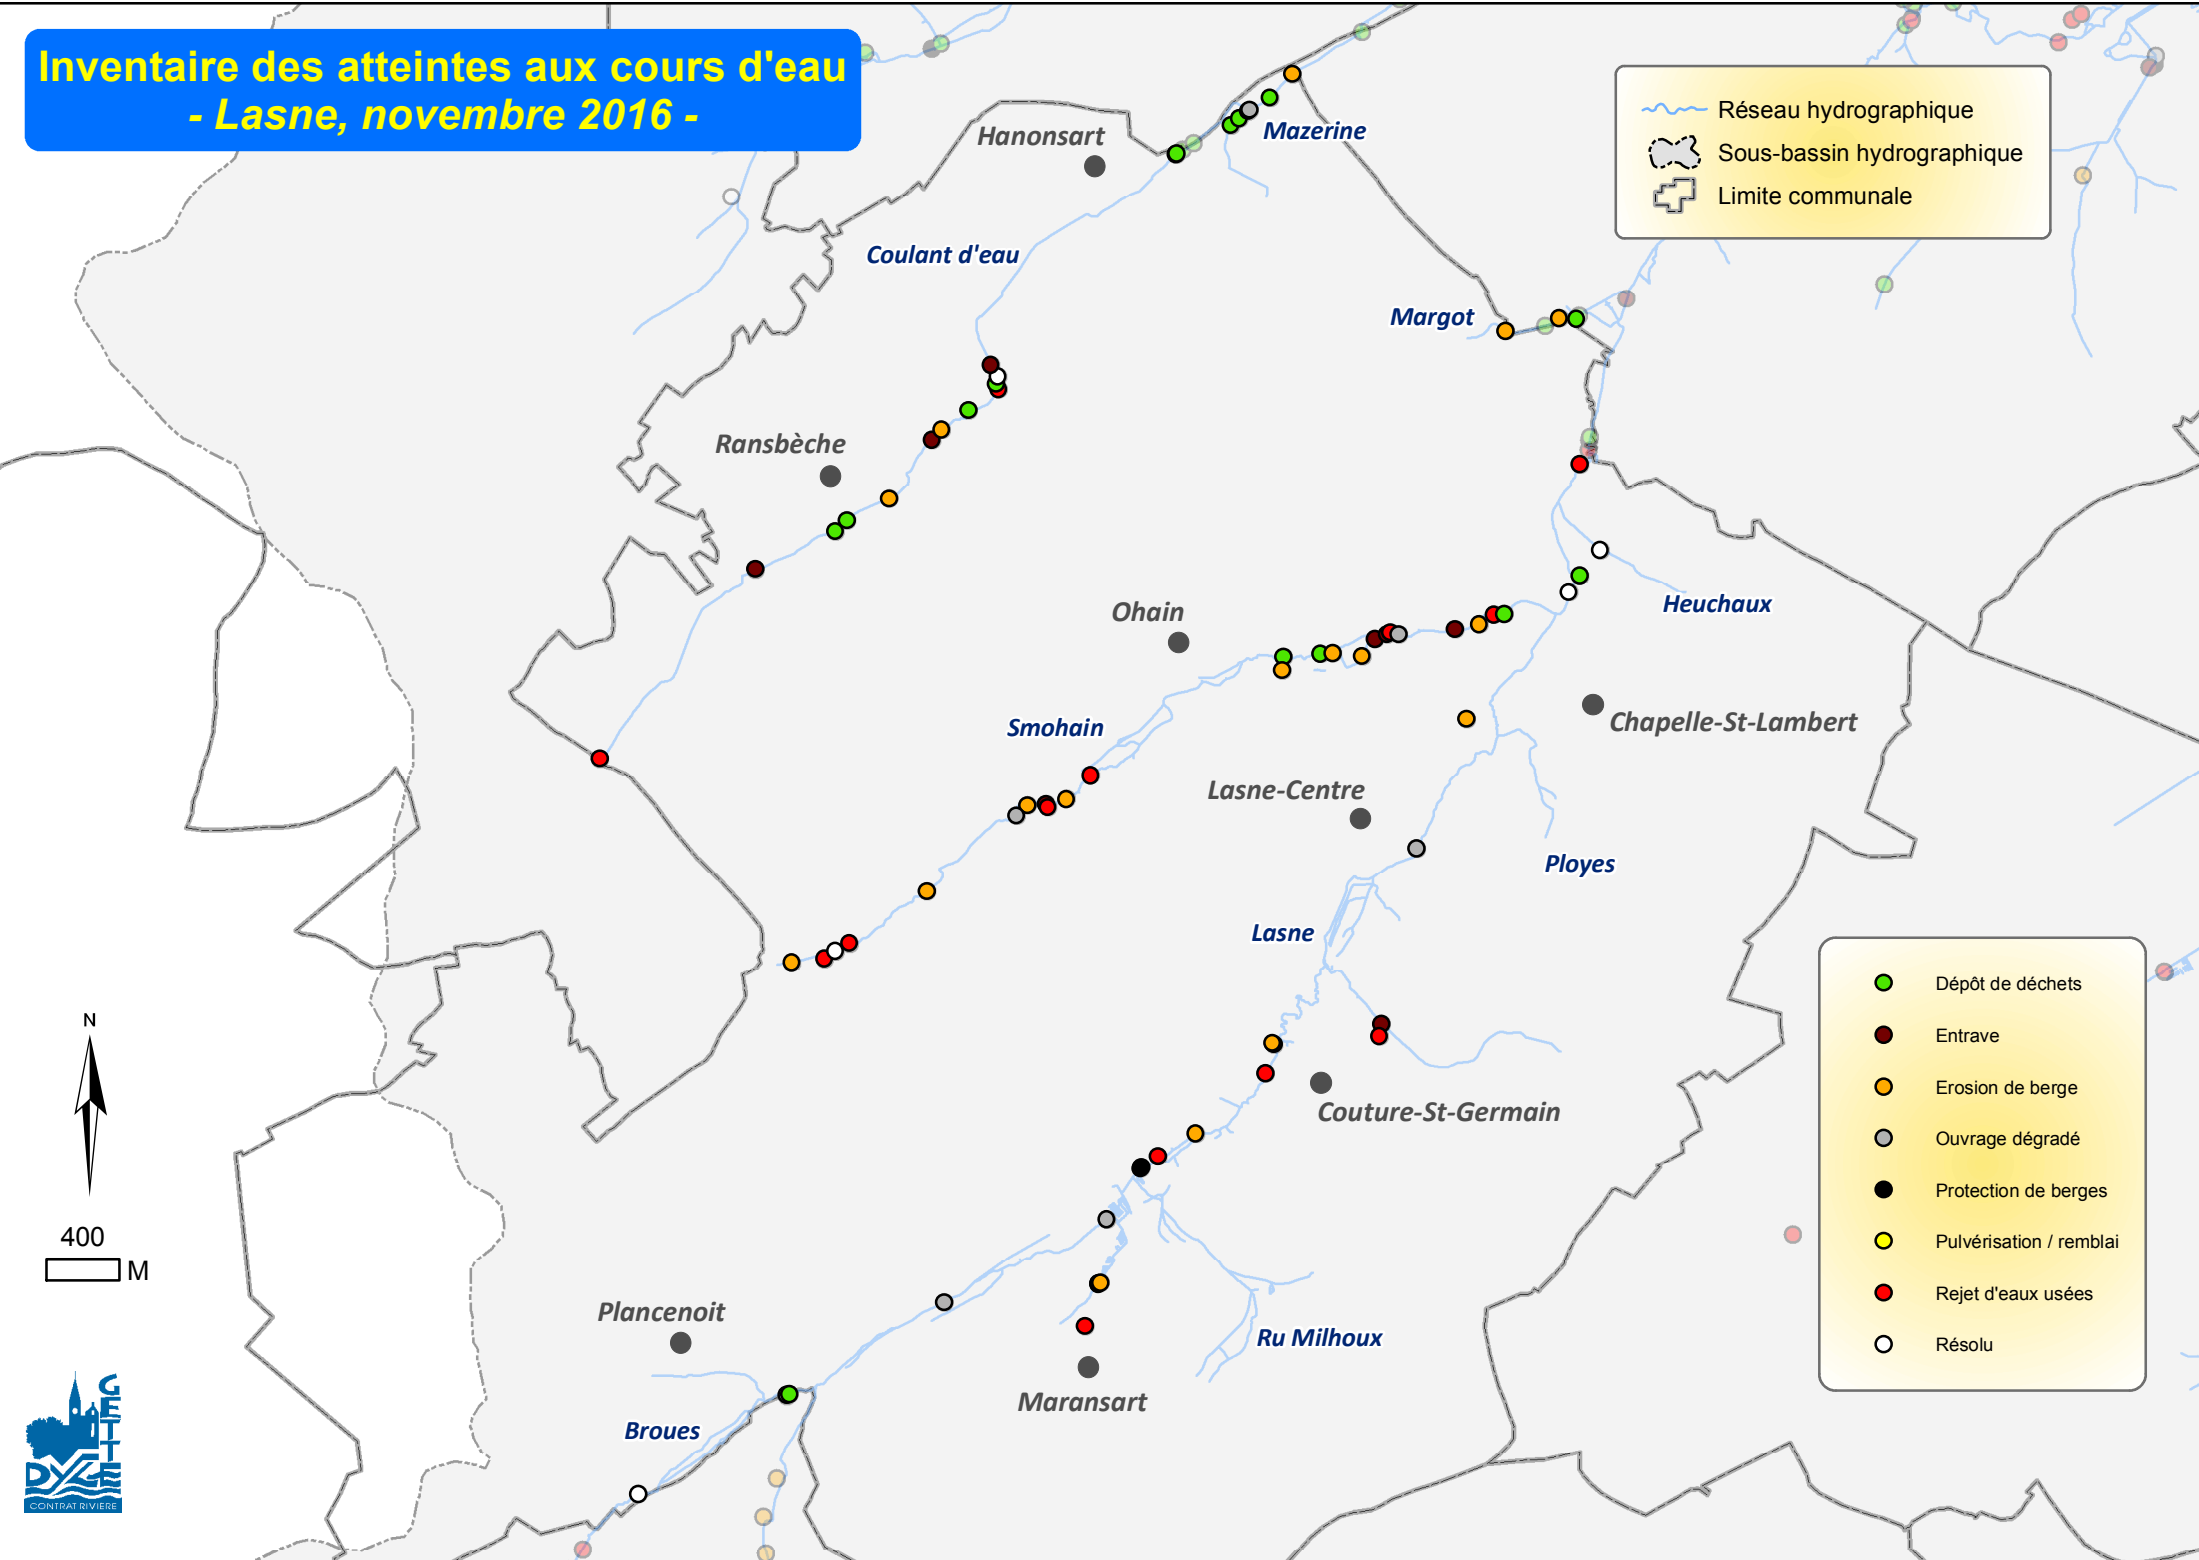 Inventaire des atteintes aux cours d'eau
- Lasne, novembre 2016 -
Réseau hydrographique
Sous-bassin hydrographique
Limite communale
Hanonsart
Mazerine
Coulant d'eau
Margot
Ransbèche
Ohain
Heuchaux
Smohain
Chapelle-St-Lambert
Lasne-Centre
Ployes
Lasne
Couture-St-Germain
Plancenoit
Ru Milhoux
Maransart
Broues
Dépôt de déchets
Entrave
Erosion de berge
Ouvrage dégradé
Protection de berges
Pulvérisation / remblai
Rejet d'eaux usées
Résolu
N
400
M
GETTE
DYLE
CONTRAT RIVIERE